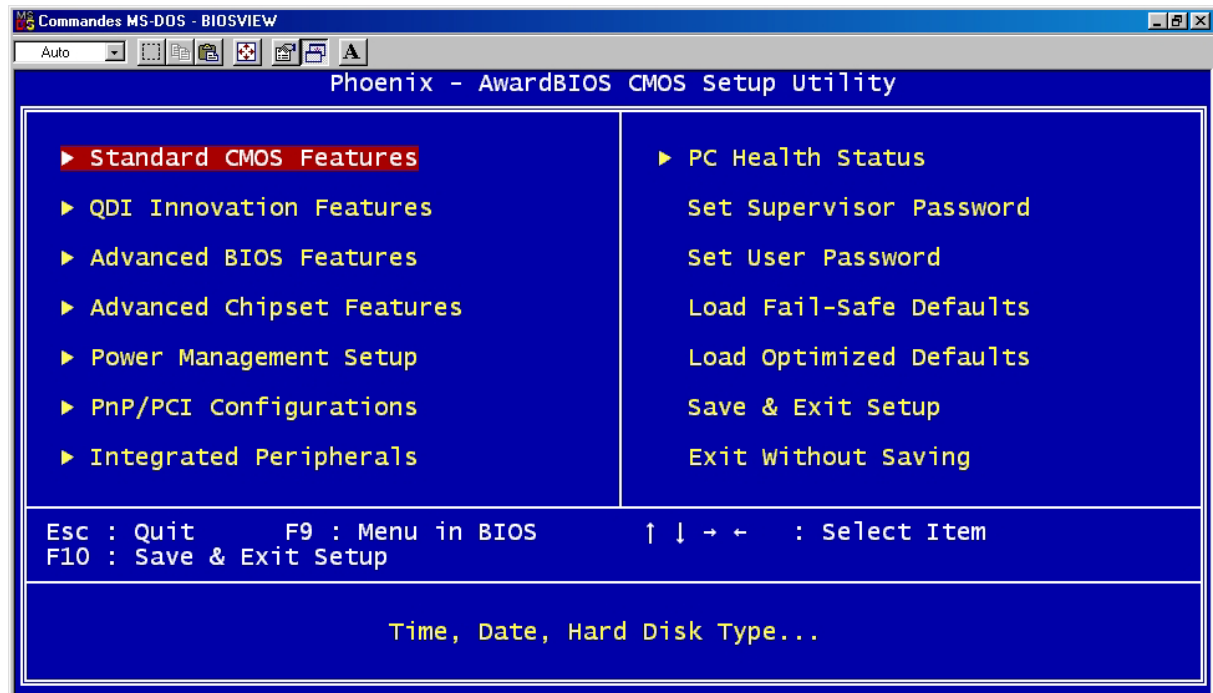 Commandes MS-DOS - BIOSVIEW
Auto
A
Phoenix - AwardBIOS CMOS Setup Utility
▶ Standard CMOS Features
▶ QDI Innovation Features
▶ Advanced BIOS Features
▶ Advanced Chipset Features
▶ Power Management Setup
▶ PnP/PCI Configurations
▶ Integrated Peripherals
▶ PC Health Status
Set Supervisor Password
Set User Password
Load Fail-Safe Defaults
Load Optimized Defaults
Save & Exit Setup
Exit Without Saving
Esc : Quit F9 : Menu in BIOS ↑ ↓ → ← : Select Item
F10 : Save & Exit Setup
Time, Date, Hard Disk Type...